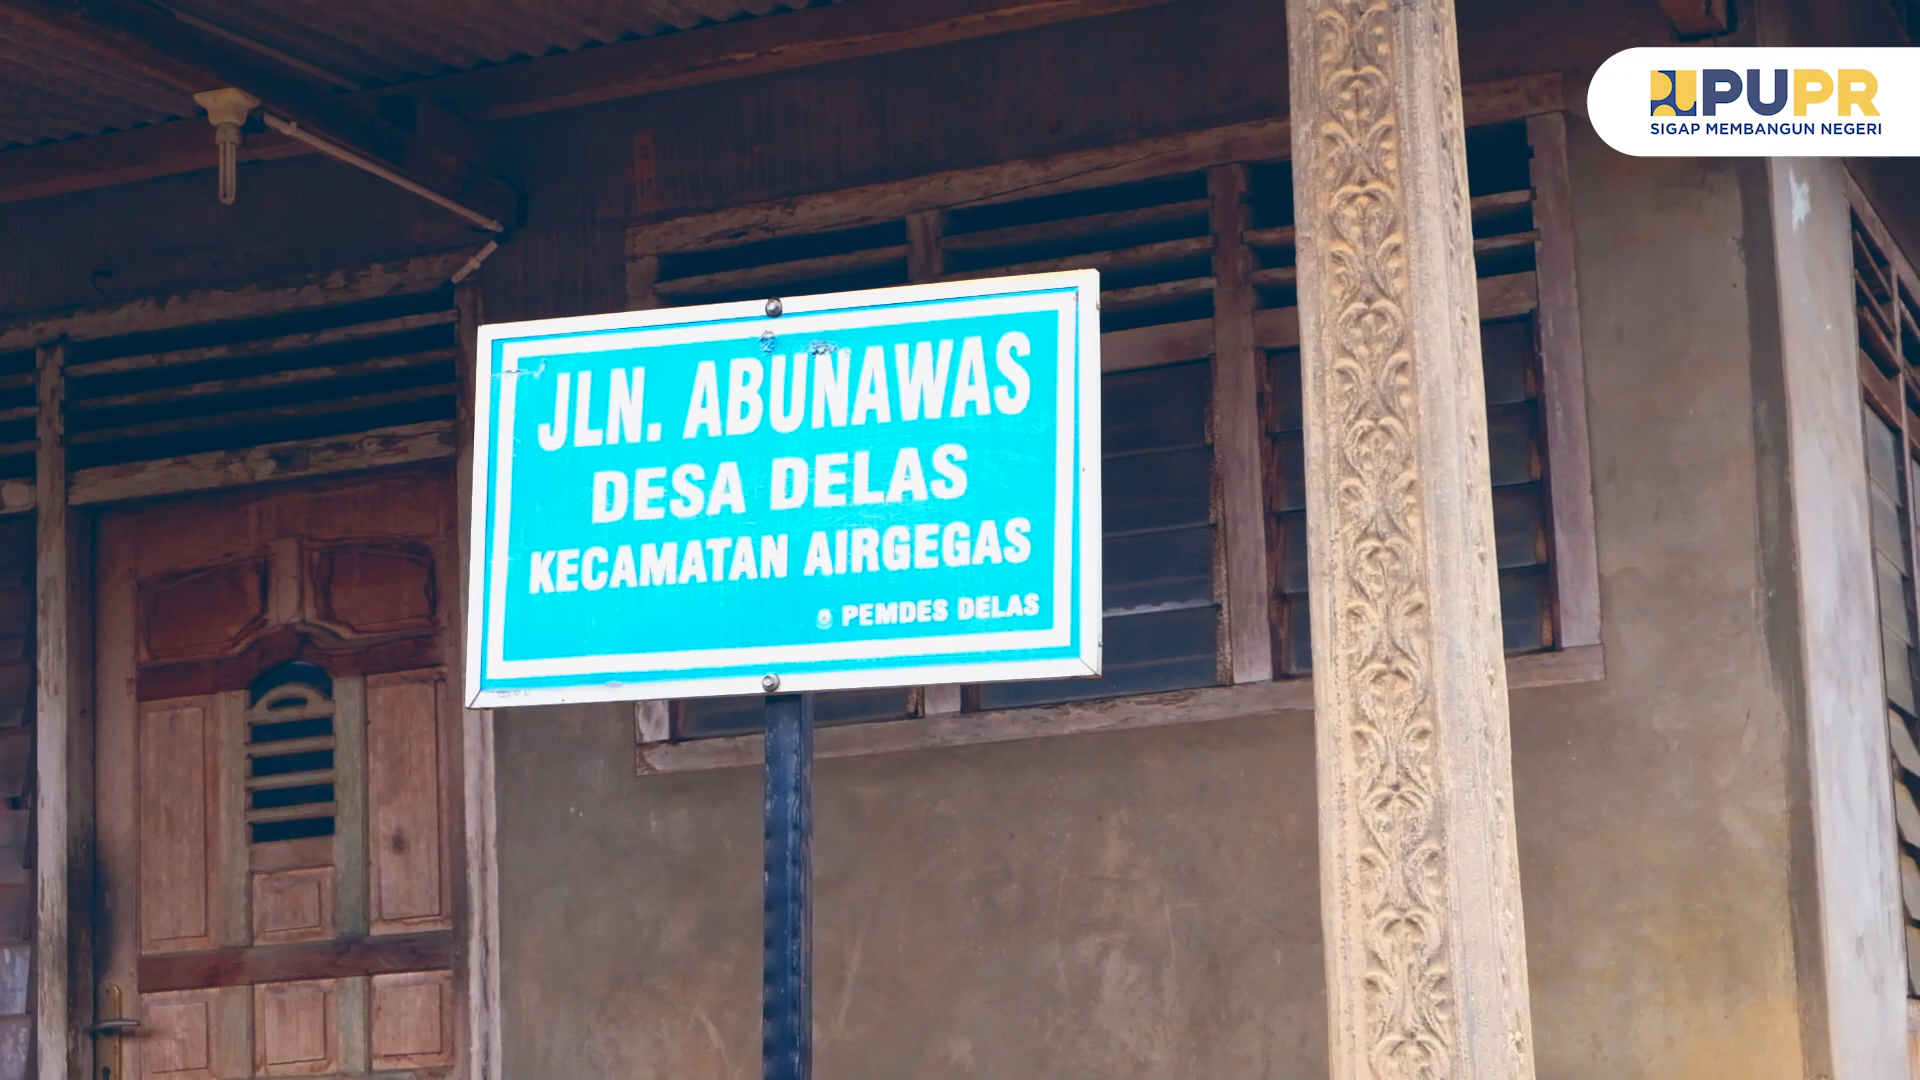 PUPR
SIGAP MEMBANGUN NEGERI
JLN. ABUNAWAS
DESA DELAS
KECAMATAN AIRGEGAS
PEMDES DELAS